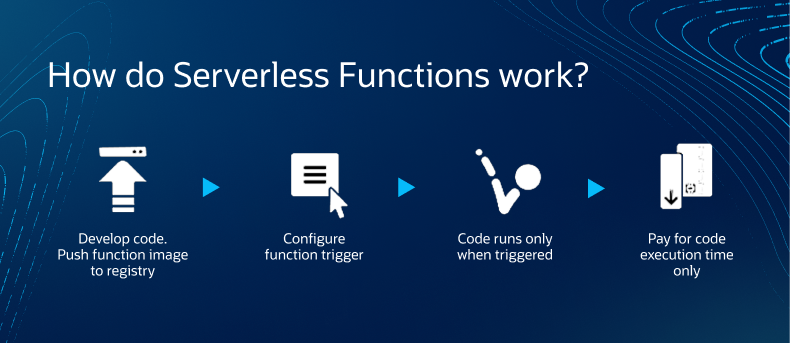 How do Serverless Functions work?
Develop code.
Push function image
to registry
Configure
function trigger
Code runs only
when triggered
Pay for code
execution time
only